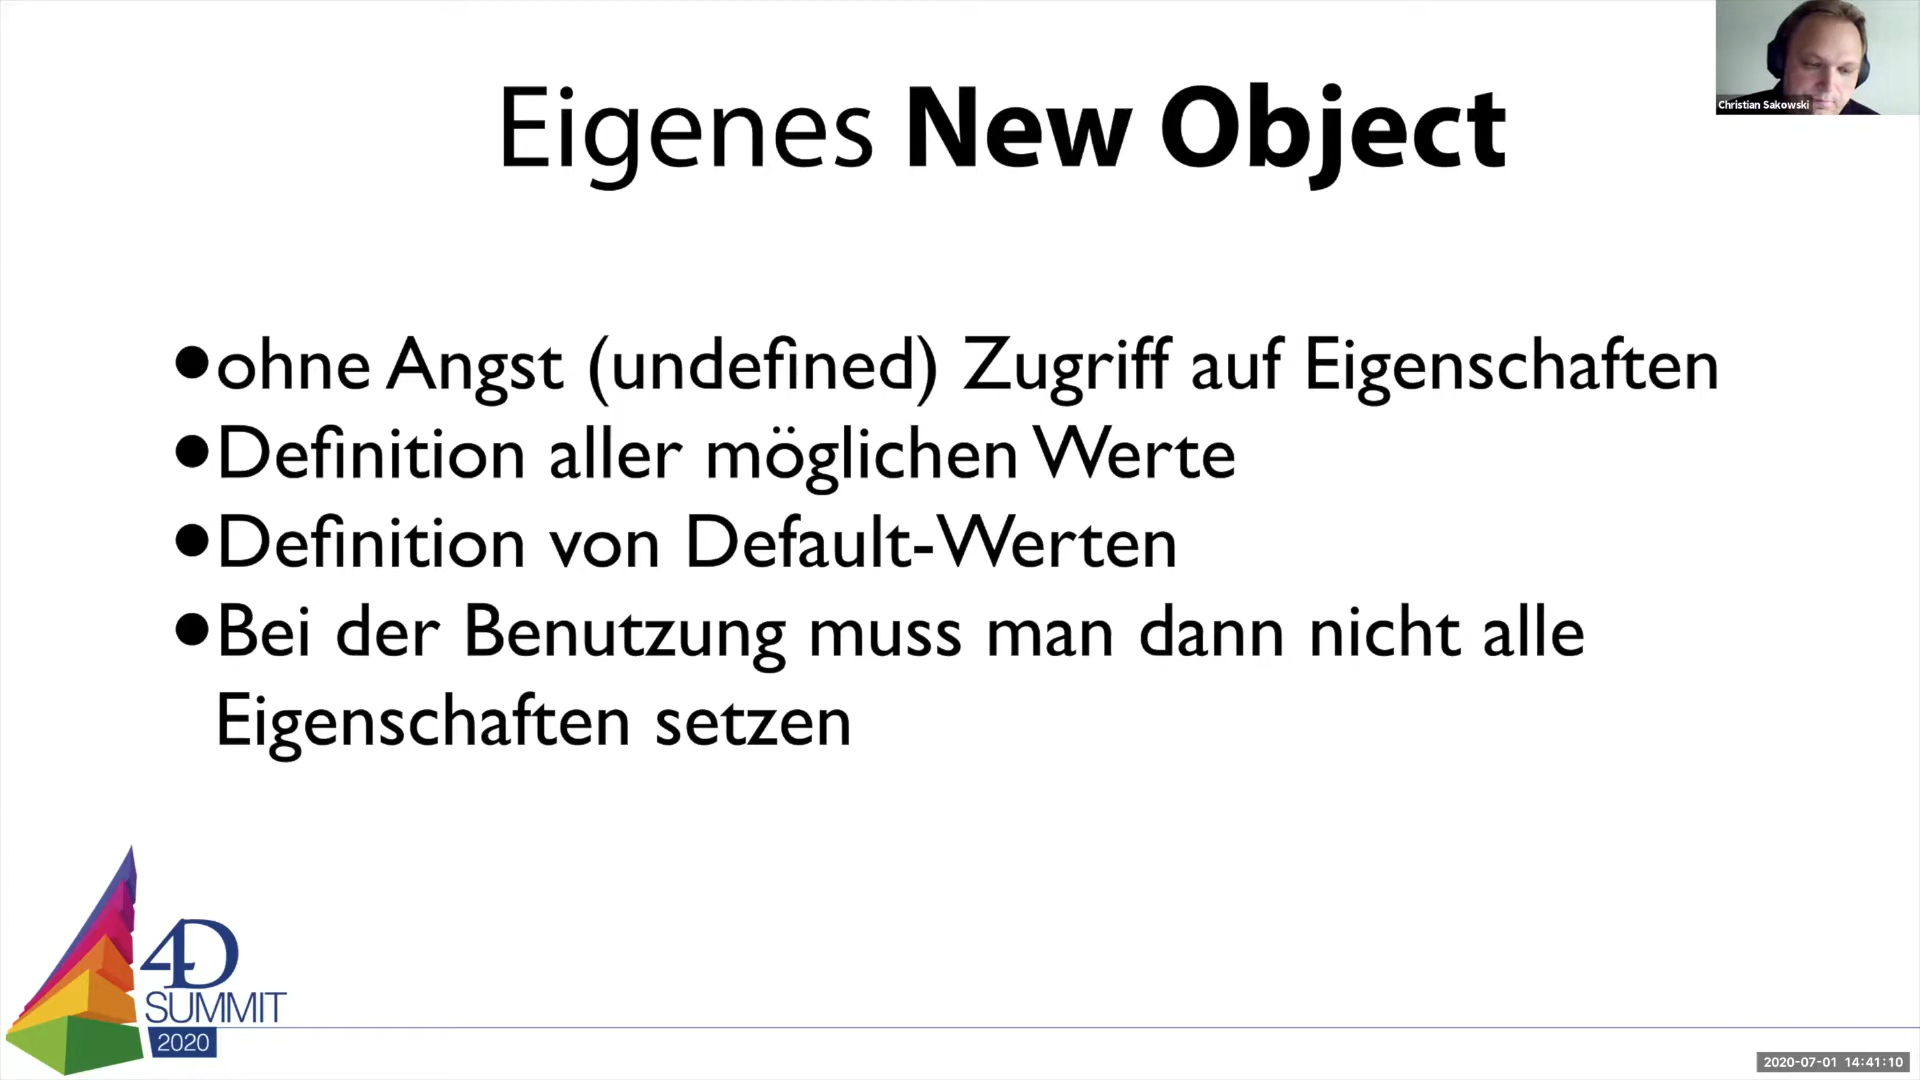 Eigenes New Object
Christian Sakowski
•ohne Angst (undefined) Zugriff auf Eigenschaften
•Definition aller möglichen Werte
•Definition von Default-Werten
•Bei der Benutzung muss man dann nicht alle
Eigenschaften setzen
4D
SUMMIT
2020
2020-07-01 14:41:10